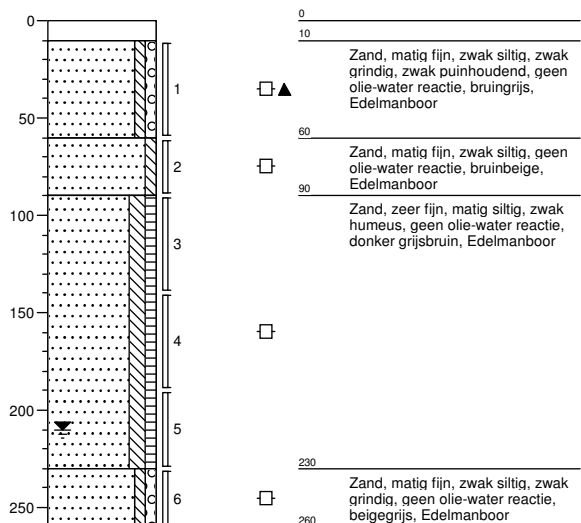 0
50
100
150
200
250
1
2
3
4
5
6
0
10
Zand, matig fijn, zwak siltig, zwak
grindig, zwak puinhoudend, geen
olie-water reactie, bruingrijs,
Edelmanboor
60
Zand, matig fijn, zwak siltig, geen
olie-water reactie, bruinbeige,
Edelmanboor
90
Zand, zeer fijn, matig siltig, zwak
humeus, geen olie-water reactie,
donker grijsbruin, Edelmanboor
230
Zand, matig fijn, zwak siltig, zwak
grindig, geen olie-water reactie,
beigegrijs, Edelmanboor
260